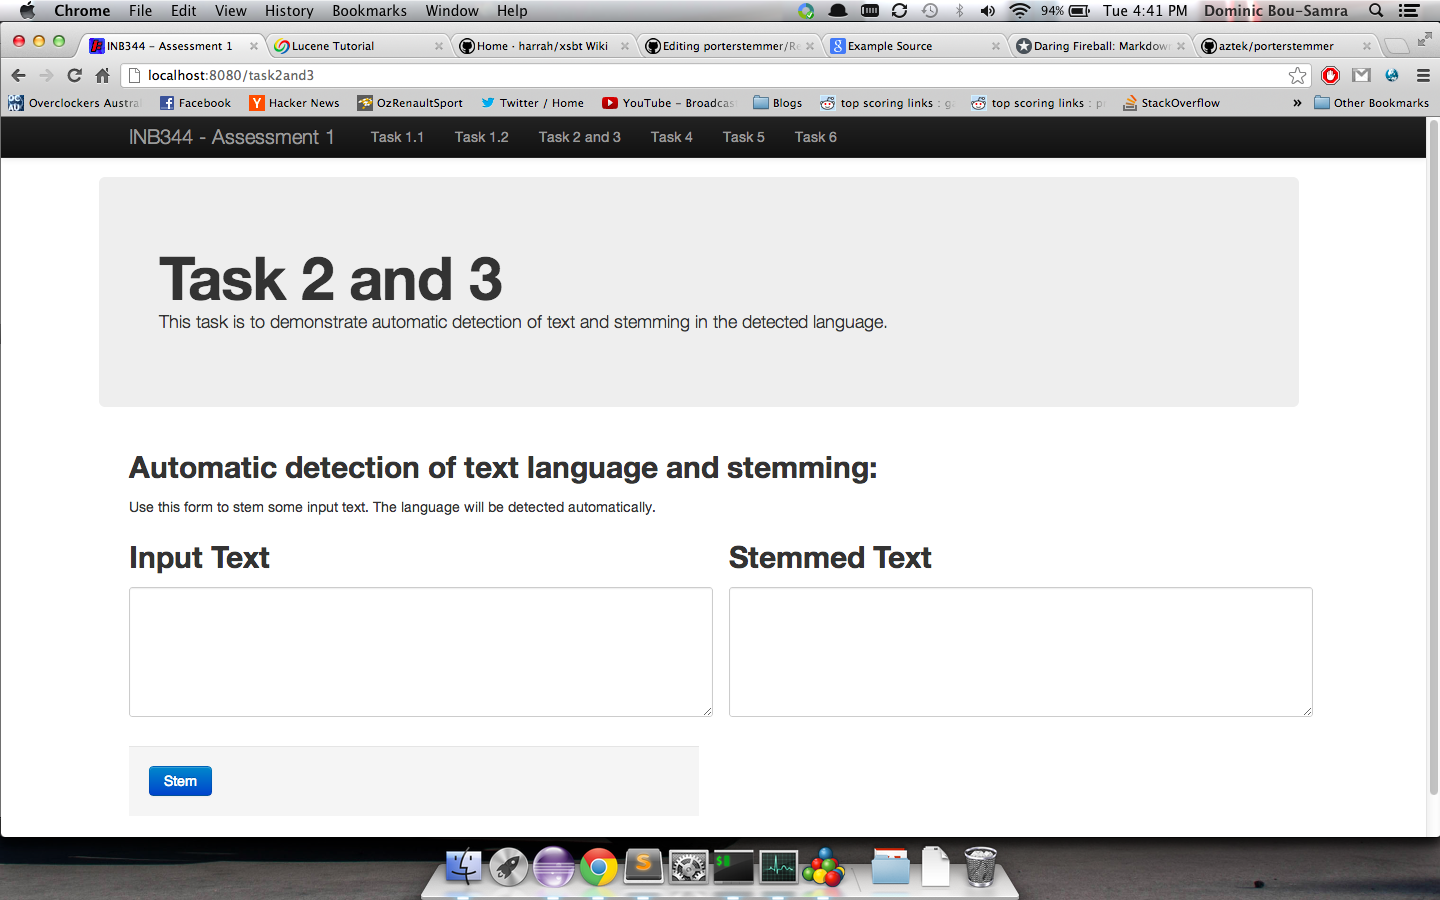 Chrome File Edit View History Bookmarks Window Help 94% Tue 4:41 PM Dominic Bou-Samra
INB344 - Assessment 1 Lucene Tutorial Home · harrah/xsbt Wiki Editing porterstemmer/Re Example Source Daring Fireball: Markdown aztek/porterstemmer
localhost:8080/task2and3
Overclockers Austral Facebook Hacker News OzRenaultSport Twitter / Home YouTube - Broadcas Blogs top scoring links : ga top scoring links : pr StackOverflow » Other Bookmarks
INB344 - Assessment 1 Task 1.1 Task 1.2 Task 2 and 3 Task 4 Task 5 Task 6
Task 2 and 3
This task is to demonstrate automatic detection of text and stemming in the detected language.
Automatic detection of text language and stemming:
Use this form to stem some input text. The language will be detected automatically.
Input Text Stemmed Text
Stem